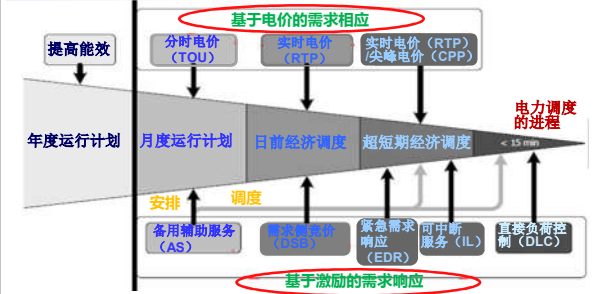 基于电价的需求相应
提高能效
分时电价
（TOU）
实时电价
（RTP）
实时电价（RTP）
/尖峰电价（CPP）
电力调度
的进程
年度运行计划
月度运行计划
日前经济调度
超短期经济调度
< 15 min
安排
调度
备用辅助服务
（AS）
需求侧竞价
（DSB）
紧急需求
响应
（EDR）
可中断
服务（IL）
直接负荷控
制（DLC）
基于激励的需求响应